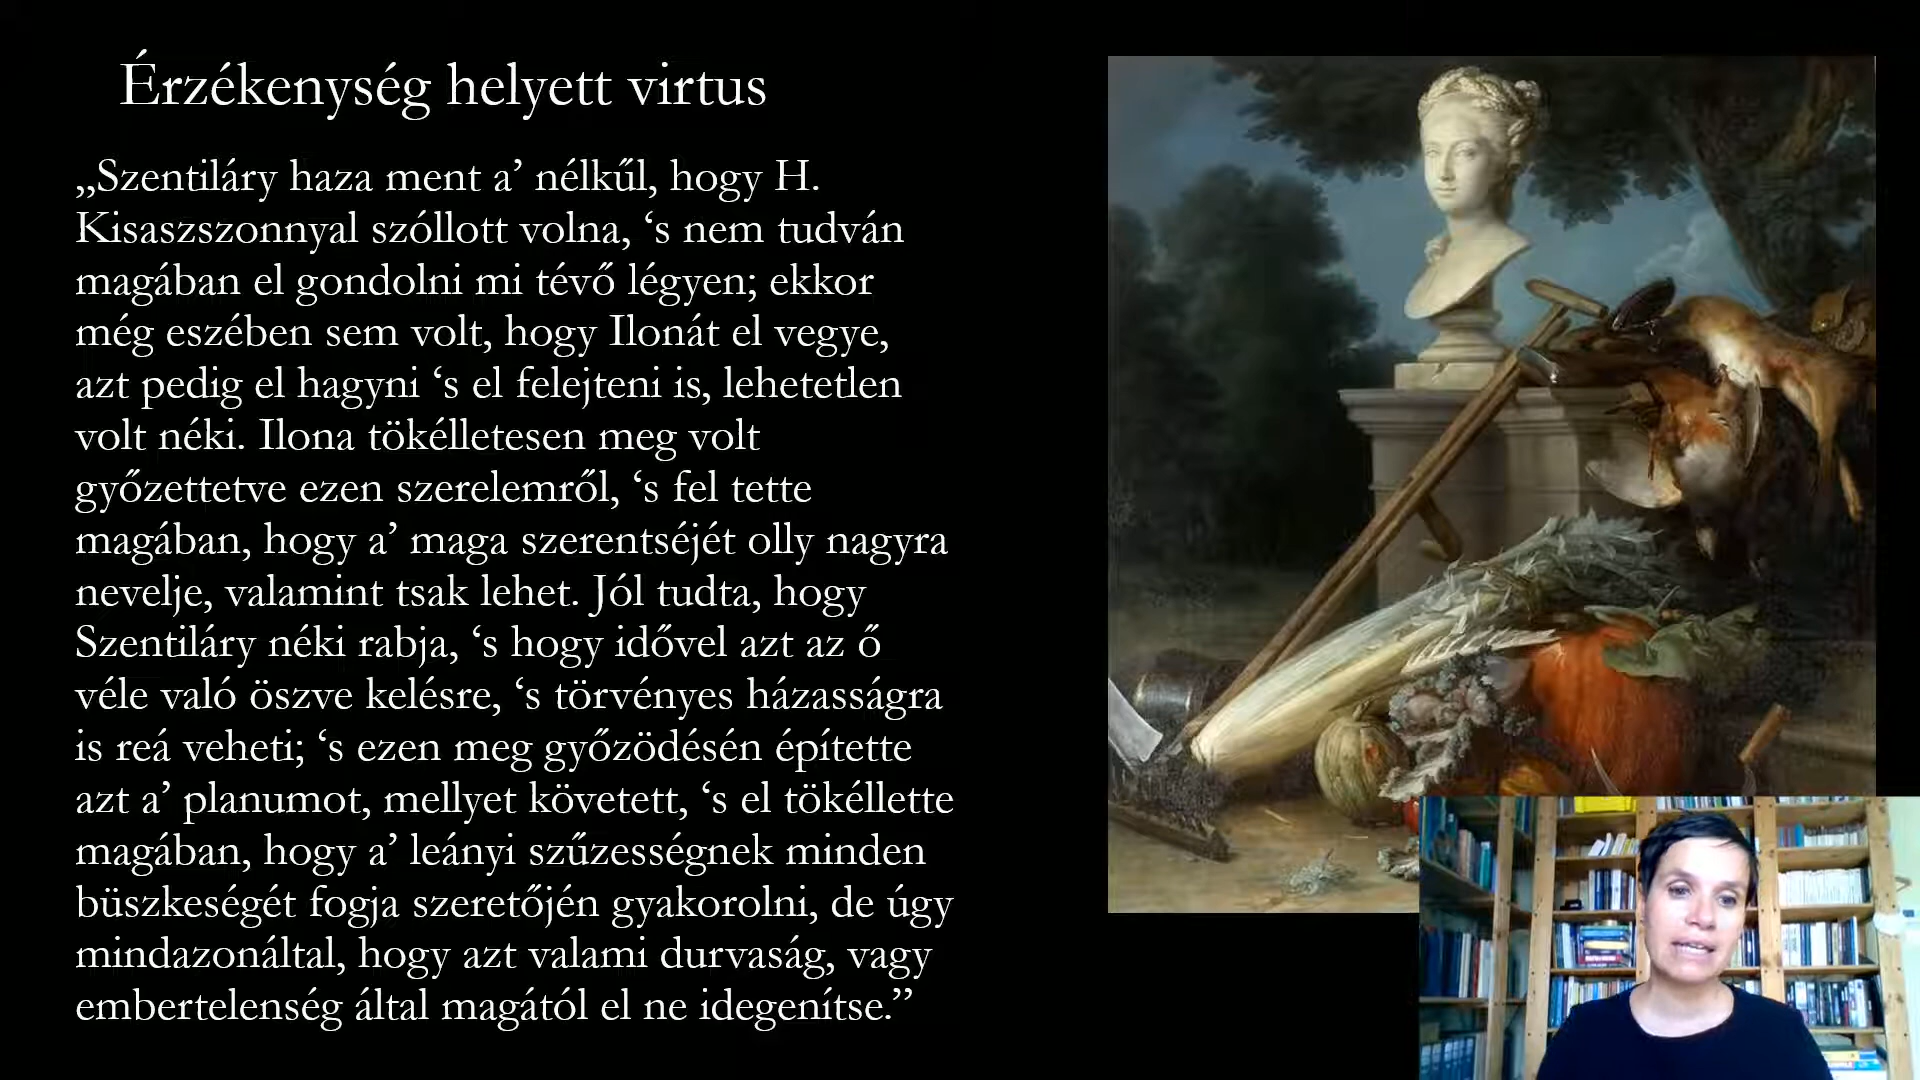 Érzékenység helyett virtus
„Szentiláry haza ment a’ nélkűl, hogy H.
Kisaszszonnyal szóllott volna, ‘s nem tudván
magában el gondolni mi tévő légyen; ekkor
még eszében sem volt, hogy Ilonát el vegye,
azt pedig el hagyni ‘s el felejteni is, lehetetlen
volt néki. Ilona tökélletesen meg volt
győzettetve ezen szerelemről, ‘s fel tette
magában, hogy a’ maga szerentséjét olly nagyra
nevelje, valamint tsak lehet. Jól tudta, hogy
Szentiláry néki rabja, ‘s hogy idővel azt az ő
véle való öszve kelésre, ‘s törvényes házasságra
is reá veheti; ‘s ezen meg győzödésén építette
azt a’ planumot, mellyet követett, ‘s el tökéllette
magában, hogy a’ leányi szűzességnek minden
büszkeségét fogja szeretőjén gyakorolni, de úgy
mindazonáltal, hogy azt valami durvaság, vagy
embertelenség által magától el ne idegenítse.”